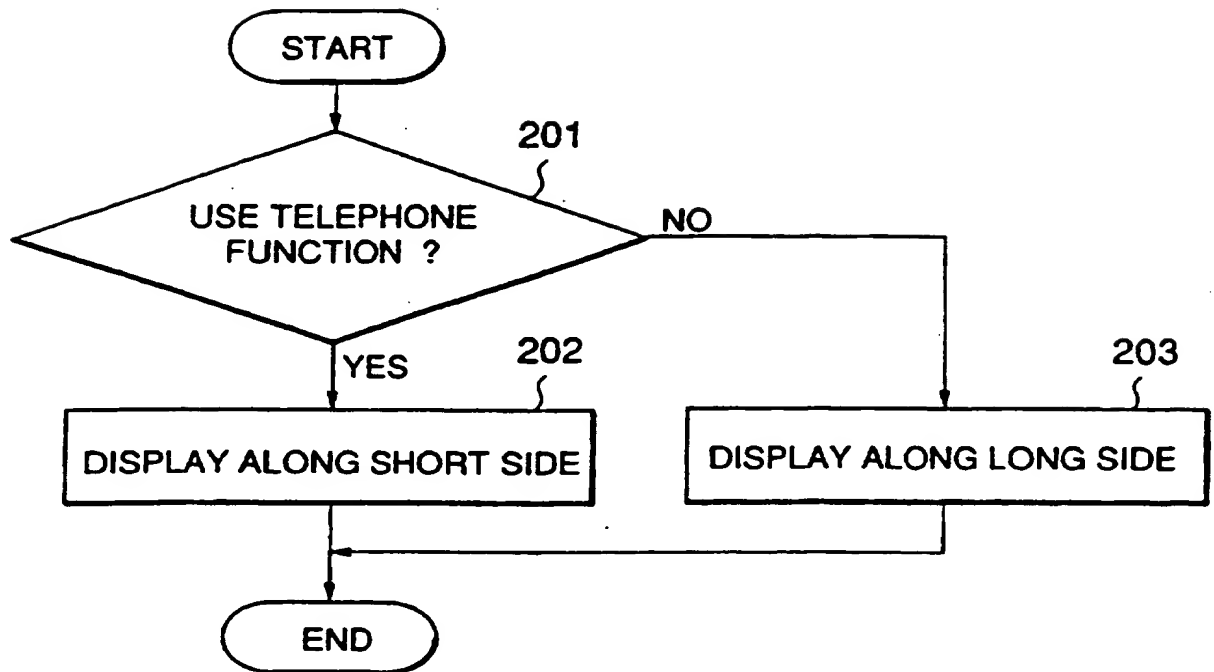 START
201
USE TELEPHONE
FUNCTION ?
NO
YES
202
203
DISPLAY ALONG SHORT SIDE
DISPLAY ALONG LONG SIDE
END